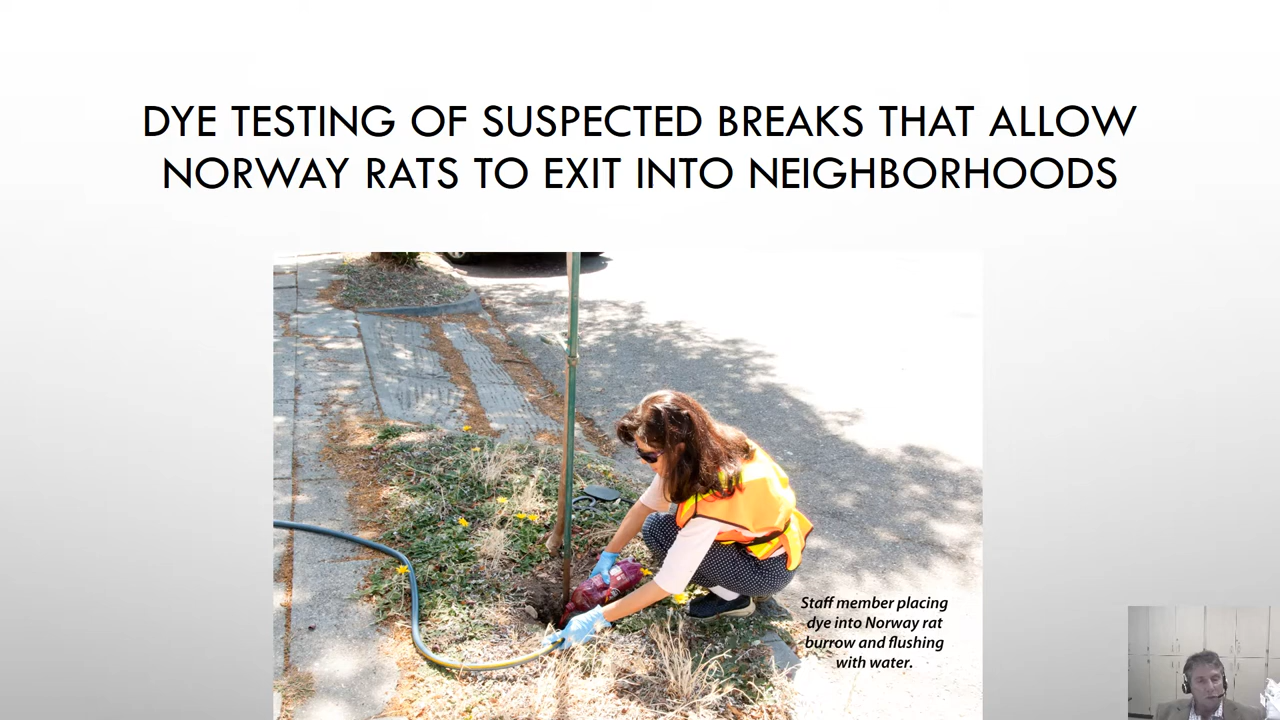 DYE TESTING OF SUSPECTED BREAKS THAT ALLOW
NORWAY RATS TO EXIT INTO NEIGHBORHOODS
Staff member placing
dye into Norway rat
burrow and flushing
with water.